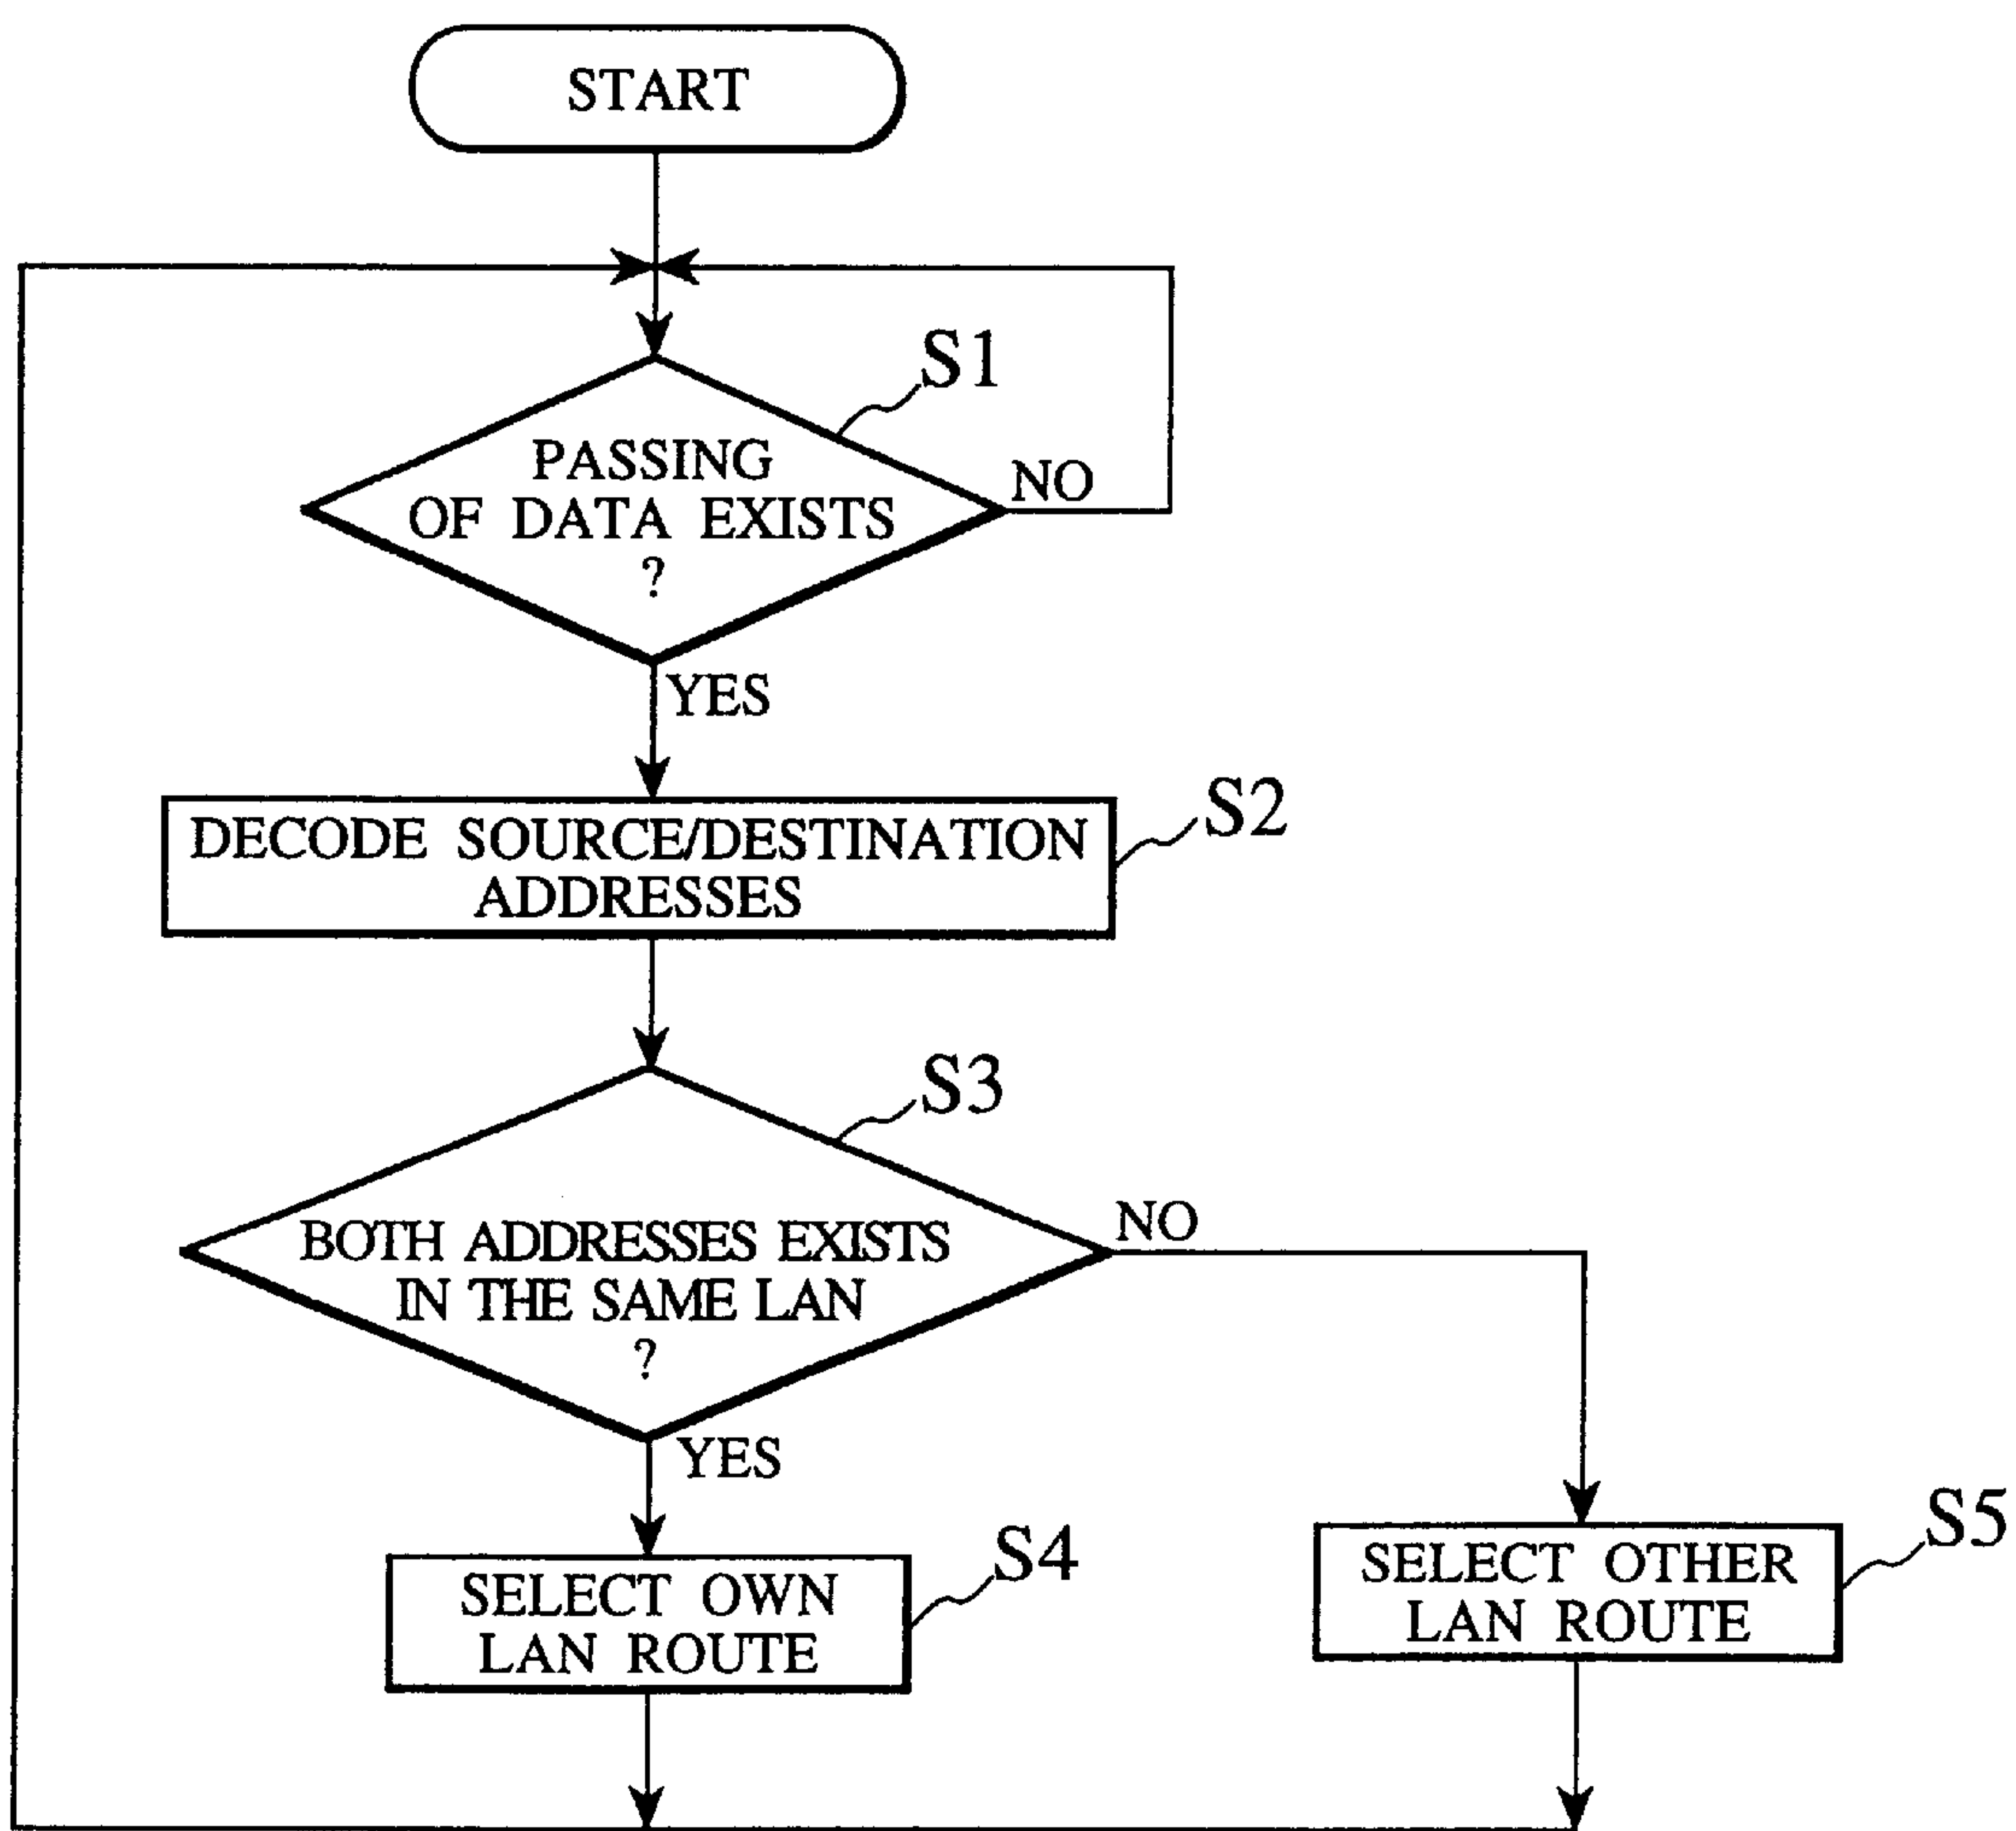 START
S1
PASSING
OF DATA EXISTS
?
NO
YES
S2
DECODE SOURCE/DESTINATION
ADDRESSES
S3
BOTH ADDRESSES EXISTS
IN THE SAME LAN
?
NO
YES
S4
SELECT OWN
LAN ROUTE
S5
SELECT OTHER
LAN ROUTE